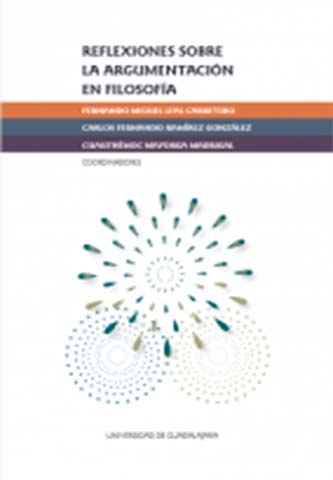 REFLEXIONES SOBRE
LA ARGUMENTACIÓN
EN FILOSOFÍA
FERNANDO MIGUEL LEAL CARRETERO
CARLOS FERNANDO RAMÍREZ GONZÁLEZ
CUAUHTÉMOC MAYORGA MADRIGAL
COORDINADORES
UNIVERSIDAD DE GUADALAJARA